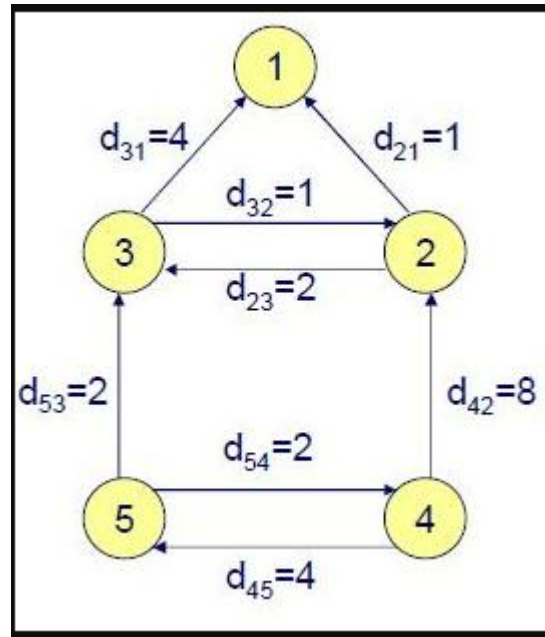 1
d₃₁=4
d₂₁=1
d₃₂=1
3
2
d₂₃=2
d₅₃=2
d₄₂=8
d₅₄=2
5
4
d₄₅=4